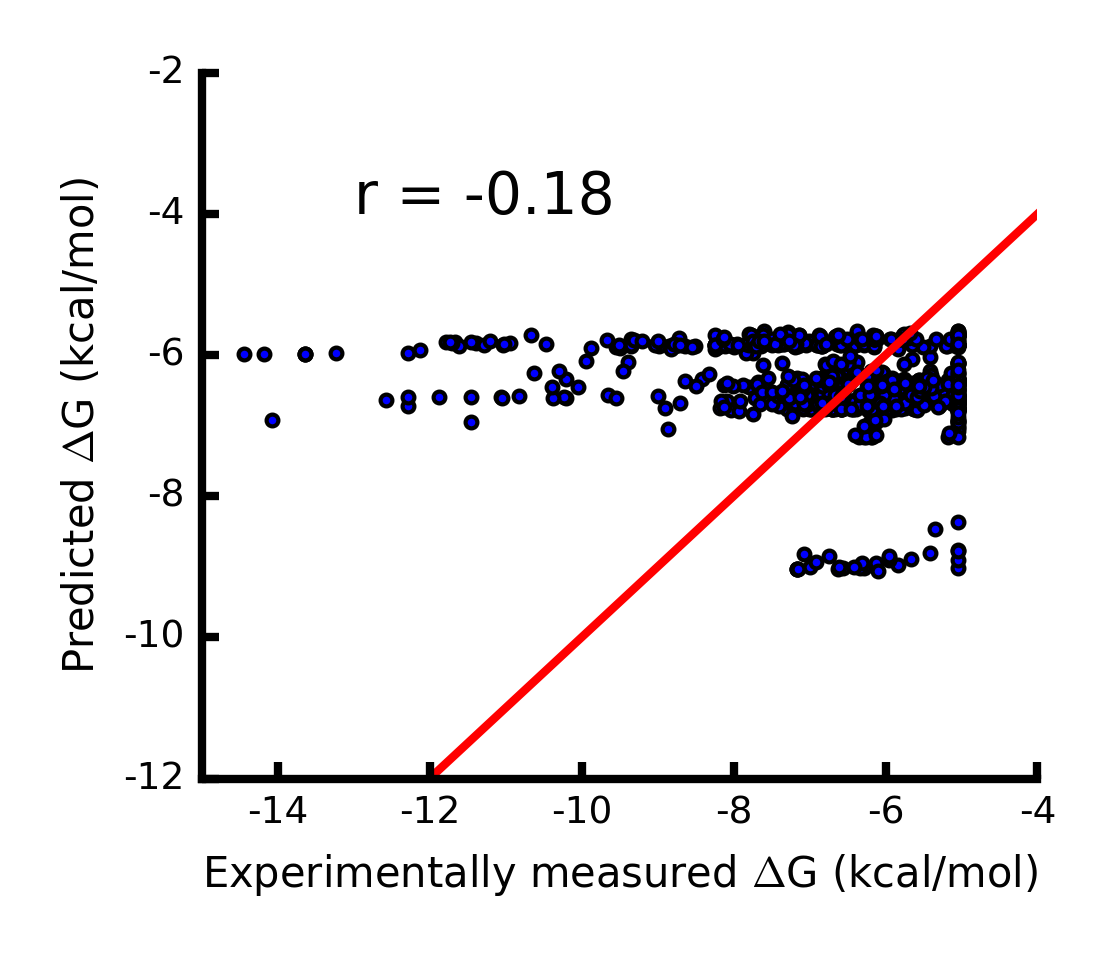 -2
r = -0.18
-4
-6
-8
-10
-12
Predicted ΔG (kcal/mol)
-14 -12 -10 -8 -6 -4
Experimentally measured ΔG (kcal/mol)